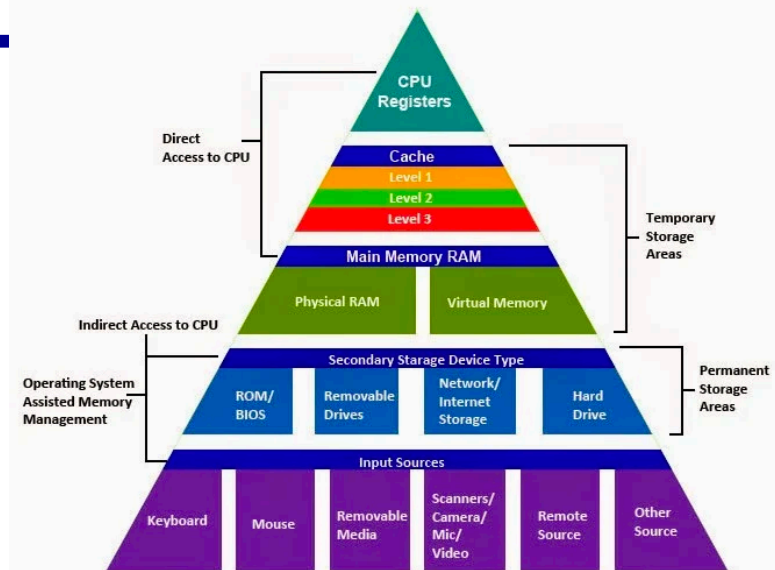 CPU
Registers
Direct
Access to CPU
Cache
Level 1
Level 2
Level 3
Temporary
Storage
Areas
Main Memory RAM
Physical RAM
Virtual Memory
Indirect Access to CPU
Secondary Starage Device Type
Operating System
Assisted Memory
Management
ROM/
BIOS
Removable
Drives
Network/
Internet
Storage
Hard
Drive
Permanent
Storage
Areas
Input Sources
Keyboard
Mouse
Removable
Media
Scanners/
Camera/
Mic/
Video
Remote
Source
Other
Source